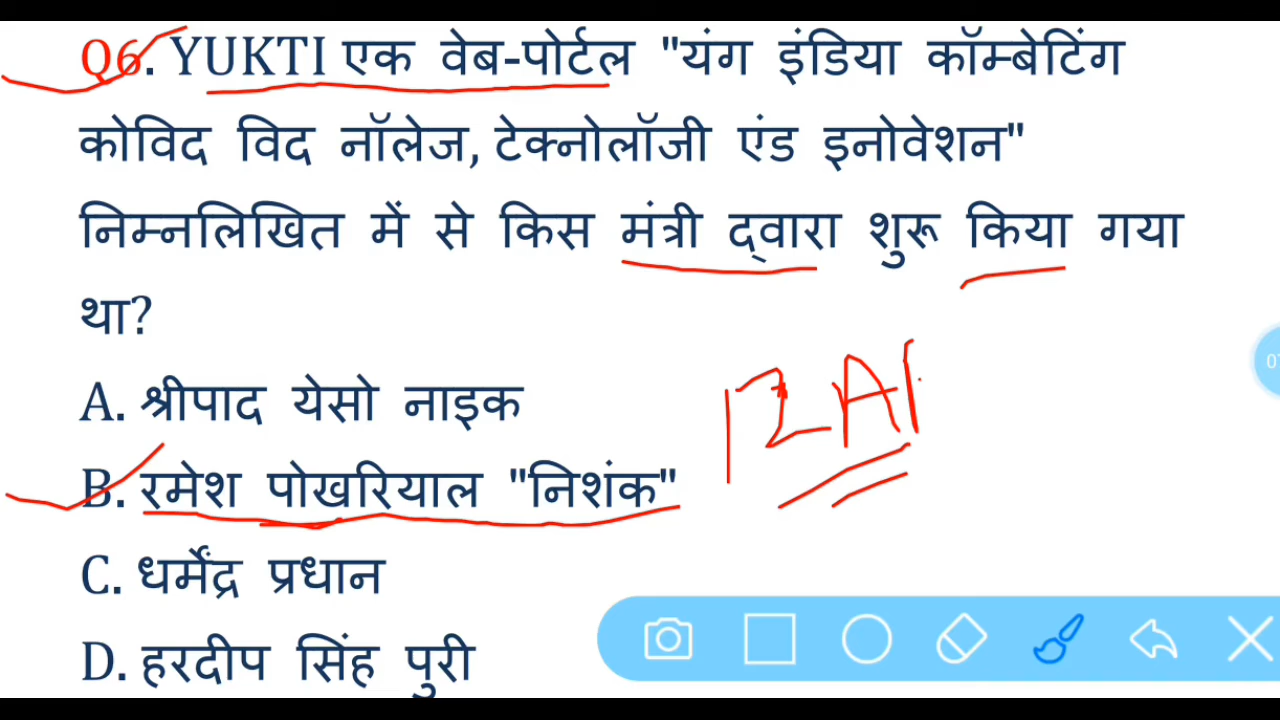 Q6. YUKTI एक वेब-पोर्टल "यंग इंडिया कॉम्बेटिंग
कोविद विद नॉलेज, टेक्नोलॉजी एंड इनोवेशन"
निम्नलिखित में से किस मंत्री द्वारा शुरू किया गया
था?
A. श्रीपाद येसो नाइक
B. रमेश पोखरियाल "निशंक"
C. धर्मेंद्र प्रधान
D. हरदीप सिंह पुरी